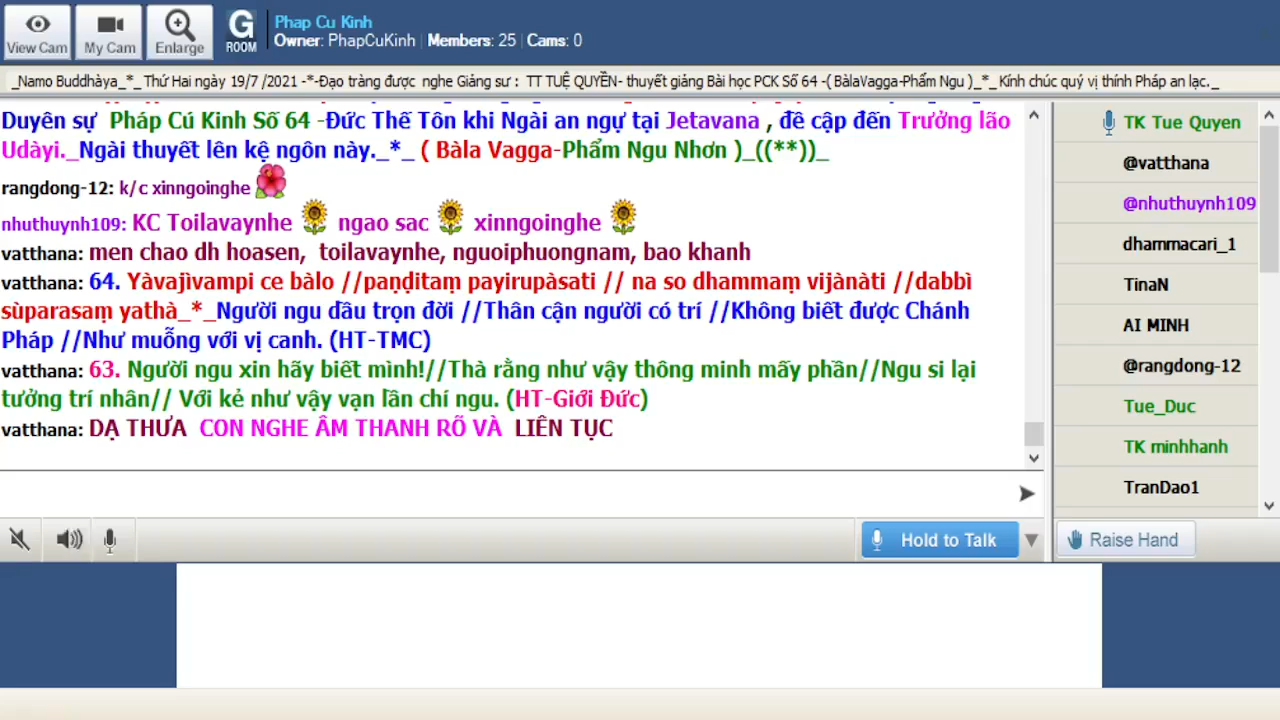 View Cam
My Cam
Enlarge
G
ROOM
Phap Cu Kinh
Owner: PhapCuKinh | Members: 25 | Cams: 0
_Namo Buddhàya_*_ Thứ Hai ngày 19/7 /2021 -*-Đạo tràng được nghe Giảng sư : TT TUỆ QUYỀN- thuyết giảng Bài học PCK Số 64 -( BàlaVagga-Phẩm Ngu )_*_ Kính chúc quý vị thính Pháp an lạc._
Duyên sự Pháp Cú Kinh Số 64 -Đức Thế Tôn khi Ngài an ngự tại Jetavana , đề cập đến Trưởng lão
Udàyi._Ngài thuyết lên kệ ngôn này._*_ ( Bàla Vagga-Phẩm Ngu Nhơn )_((**))_
rangdong-12: k/c xinngoinghe
nhuthuynh109: KC Toilavaynhe ngao sac xinngoinghe
vatthana: men chao dh hoasen, toilavaynhe, nguoiphuongnam, bao khanh
vatthana: 64. Yàvajìvampi ce bàlo //paṇḍitaṃ payirupàsati // na so dhammaṃ vijànàti //dabbì
sùparasaṃ yathà_*_Người ngu dầu trọn đời //Thân cận người có trí //Không biết được Chánh
Pháp //Như muỗng với vị canh. (HT-TMC)
vatthana: 63. Người ngu xin hãy biết mình!//Thà rằng như vậy thông minh mấy phần//Ngu si lại
tưởng trí nhân// Với kẻ như vậy vạn lần chí ngu. (HT-Giới Đức)
vatthana: DẠ THƯA CON NGHE ÂM THANH RÕ VÀ LIÊN TỤC
TK Tue Quyen
@vatthana
@nhuthuynh109
dhammacari_1
TinaN
AI MINH
@rangdong-12
Tue_Duc
TK minhhanh
TranDao1
Hold to Talk
Raise Hand